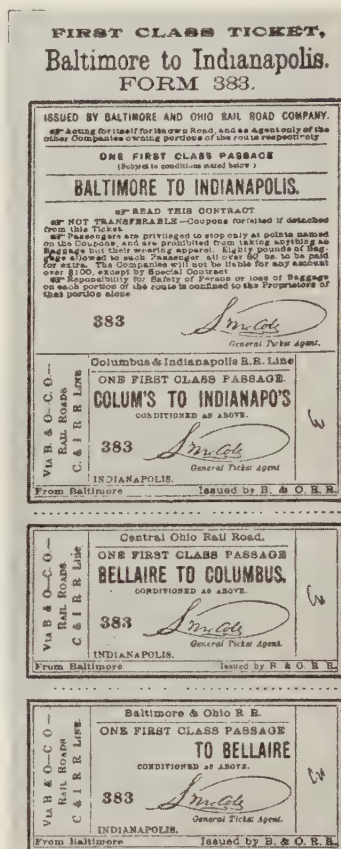 FIRST CLASS TICKET,
Baltimore to Indianapolis.
FORM 383.
ISSUED BY BALTIMORE AND OHIO RAIL ROAD COMPANY.
☞ Acting for itself for its own Road, and as Agent only of the
other Companies owning portions of the route respectively
ONE FIRST CLASS PASSAGE
(Subject to conditions stated below)
BALTIMORE TO INDIANAPOLIS.
☞ READ THIS CONTRACT
☞ NOT TRANSFERABLE—Coupons forfeited if detached
from this Ticket
☞ Passengers are privileged to stop only at points named
on the Coupons, and are prohibited from taking anything as
Baggage but their wearing apparel. Eighty pounds of Bag-
gage allowed to each Passenger all over 80 lbs. to be paid
for extra. The Companies will not be liable for any amount
over $100, except by Special Contract
☞ Responsibility for Safety of Person or loss of Baggage
on each portion of the route is confined to the Proprietors of
that portion alone
383
General Ticket Agent.
Columbus & Indianapolis R.R. Line
ONE FIRST CLASS PASSAGE.
COLUM'S TO INDIANAPO'S
CONDITIONED AS ABOVE.
383
L M Cole
General Ticket Agent
INDIANAPOLIS.
VIA B. & O—C. O—
RAIL ROADS
C. & I R R LINE
3
From Baltimore Issued by B. & O. R. R.
Central Ohio Rail Road.
ONE FIRST CLASS PASSAGE
BELLAIRE TO COLUMBUS.
CONDITIONED AS ABOVE.
383
L M Cole
General Ticket Agent.
INDIANAPOLIS.
VIA B & O—C. O—
RAIL ROADS.
C & I R R Line
3
From Baltimore Issued by B & O. R. R.
Baltimore & Ohio R R.
ONE FIRST CLASS PASSAGE
TO BELLAIRE
CONDITIONED AS ABOVE.
383
L M Cole
General Ticket Agent.
INDIANAPOLIS.
VIA B & O—C O—
RAIL ROADS
C & I R R LINE.
3
From Baltimore Issued by B. & O. R. R.